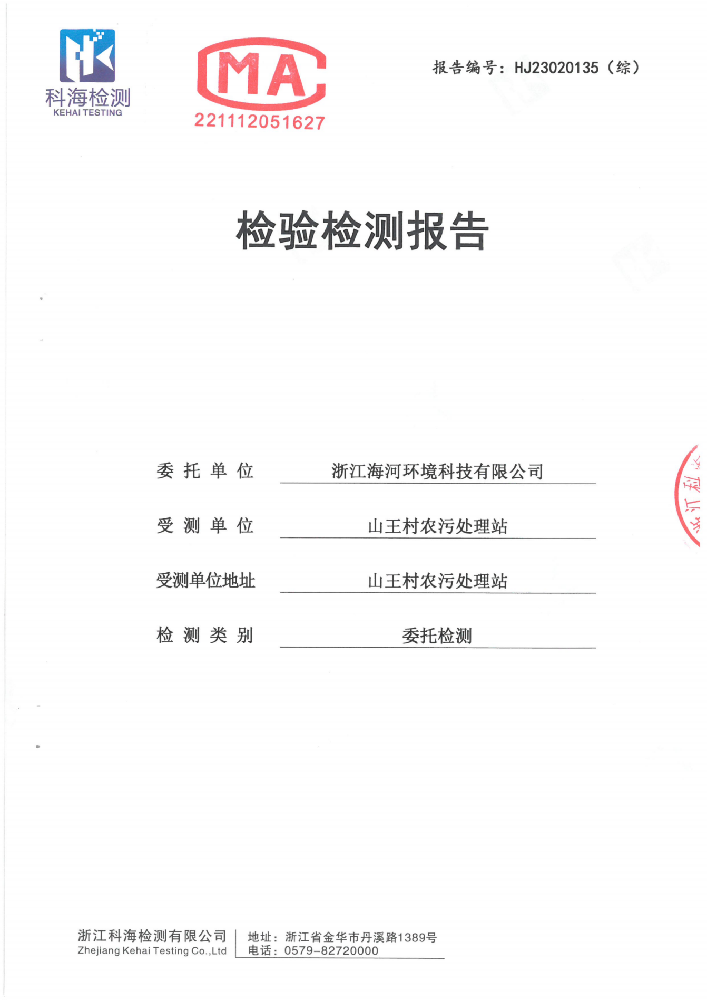 科海检测
KEHAI TESTING
MA
221112051627
报告编号：HJ23020135（综）
检验检测报告
委托单位 浙江海河环境科技有限公司
受测单位 山王村农污处理站
受测单位地址 山王村农污处理站
检测类别 委托检测
浙江科
浙江科海检测有限公司
Zhejiang Kehai Testing Co.,Ltd
地址：浙江省金华市丹溪路1389号
电话：0579-82720000